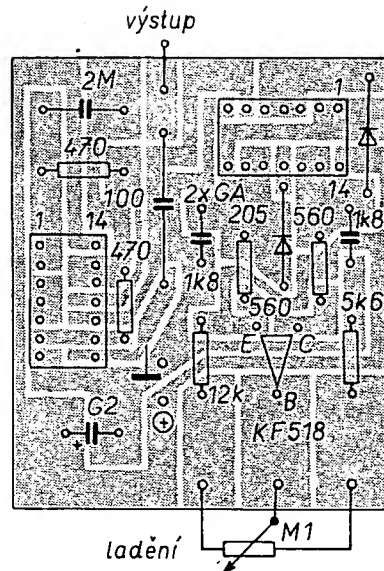 výstup
2M
1
470
100
2xGA
14
1
14
470
205
560
1k8
1k8
560
5k6
E
C
12k
B
G2
+
KF518
M1
ladění